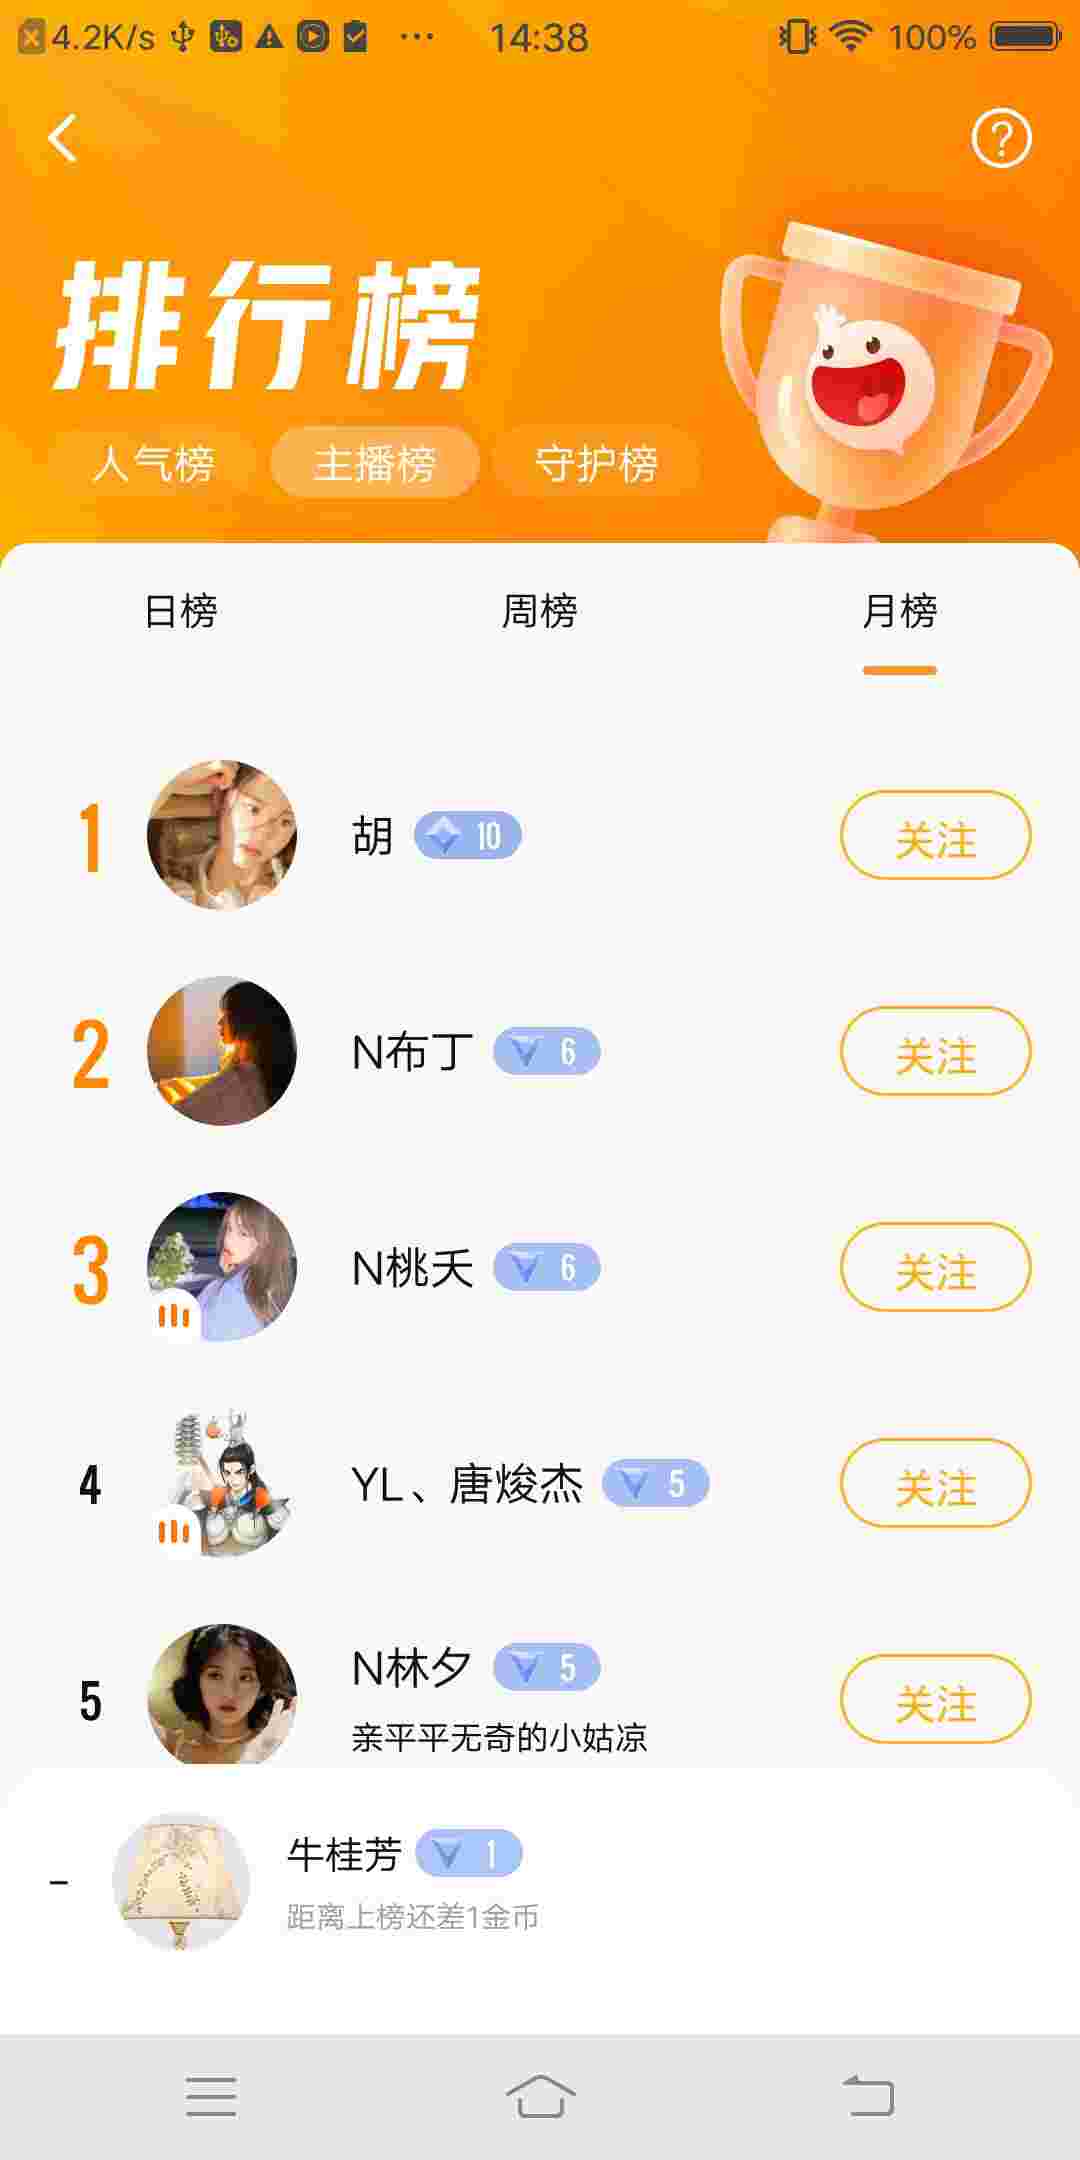 4.2K/s 14:38 100%
排行榜
人气榜 主播榜 守护榜
日榜 周榜 月榜
1 胡 10 关注
2 N布丁 6 关注
3 N桃夭 6 关注
4 YL、唐焌杰 5 关注
5 N林夕 5 关注
亲平平无奇的小姑凉
- 牛桂芳 1
距离上榜还差1金币